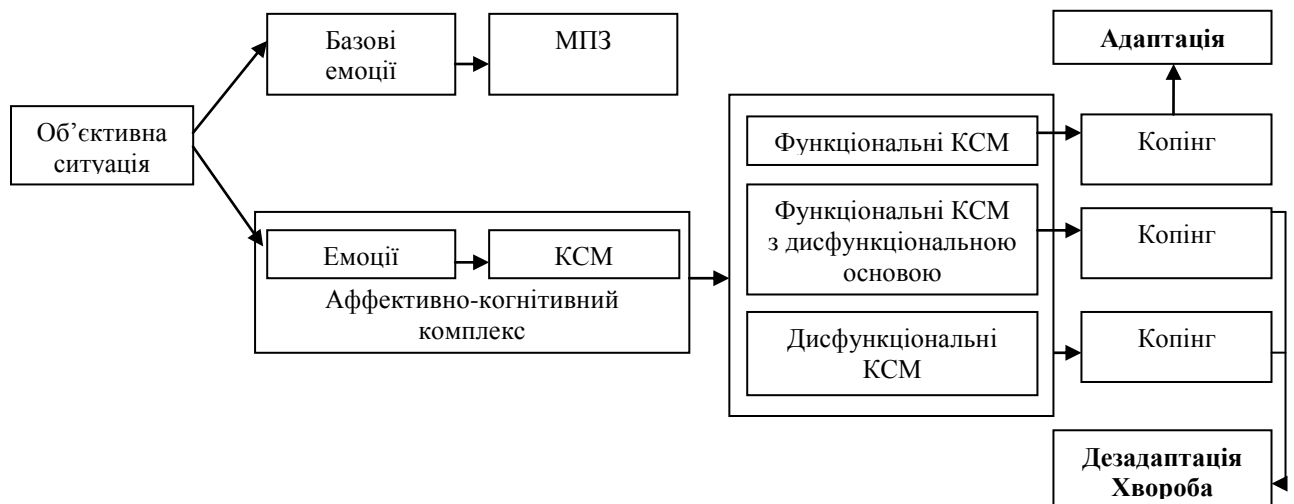 Базові
емоції
МПЗ
Адаптація
Об’єктивна
ситуація
Функціональні КСМ
Копінг
Функціональні КСМ
з дисфункціональною
основою
Копінг
Емоції
КСМ
Аффективно-когнітивний
комплекс
Дисфункціональні
КСМ
Копінг
Дезадаптація
Хвороба